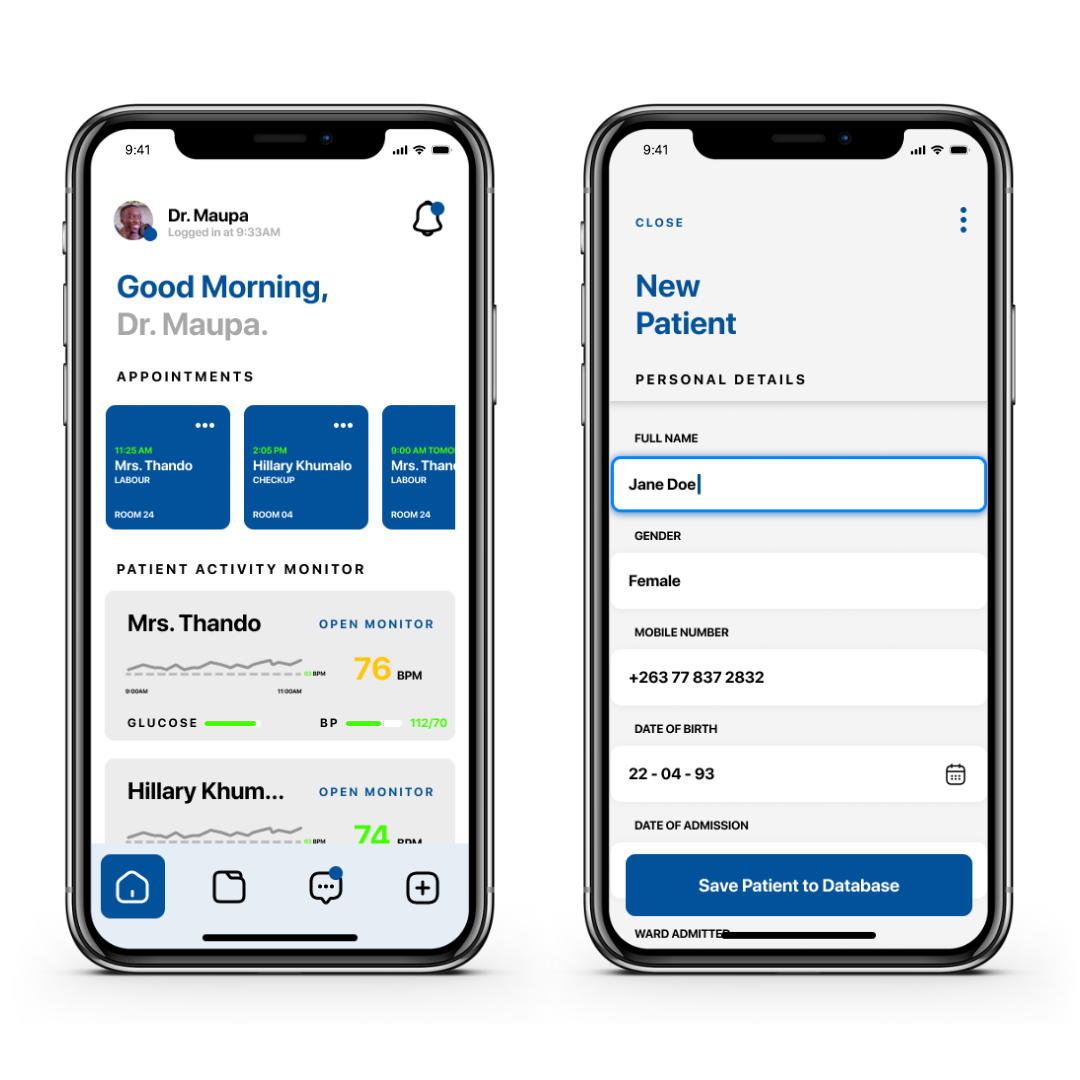 9:41
Dr. Maupa
Logged in at 9:33AM
Good Morning,
Dr. Maupa.
APPOINTMENTS
11:25 AM
Mrs. Thando
LABOUR
ROOM 24
2:05 PM
Hillary Khumalo
CHECKUP
ROOM 04
9:00 AM TOMO
Mrs. Than
LABOUR
ROOM 24
PATIENT ACTIVITY MONITOR
Mrs. Thando
OPEN MONITOR
BPM
76 BPM
9:00AM
11:00AM
GLUCOSE
BP
112/70
Hillary Khum...
OPEN MONITOR
BPM
74 BPM
9:41
CLOSE
New
Patient
PERSONAL DETAILS
FULL NAME
Jane Doe
GENDER
Female
MOBILE NUMBER
+263 77 837 2832
DATE OF BIRTH
22 - 04 - 93
DATE OF ADMISSION
Save Patient to Database
WARD ADMITTED